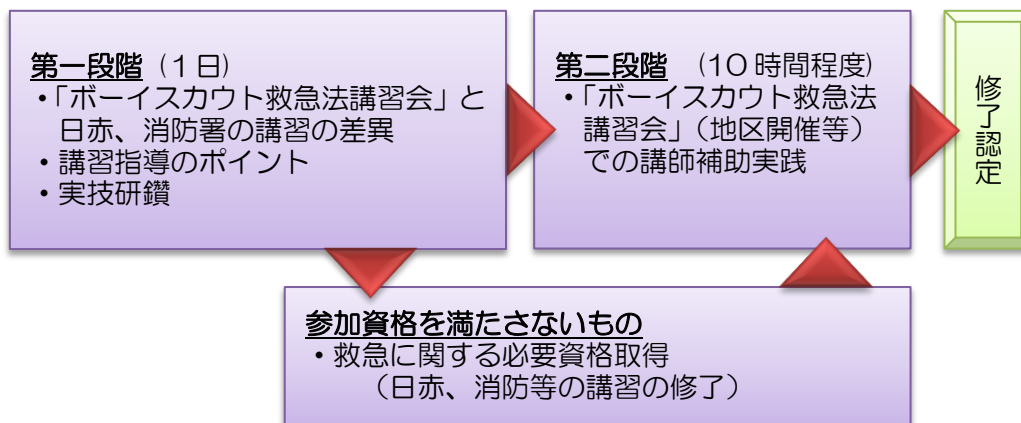 第一段階（１日）
・「ボーイスカウト救急法講習会」と
日赤、消防署の講習の差異
・講習指導のポイント
・実技研鑽
第二段階　（10時間程度）
・「ボーイスカウト救急法
講習会」（地区開催等）
での講師補助実践
修了認定
参加資格を満たさないもの
・救急に関する必要資格取得
（日赤、消防等の講習の修了）